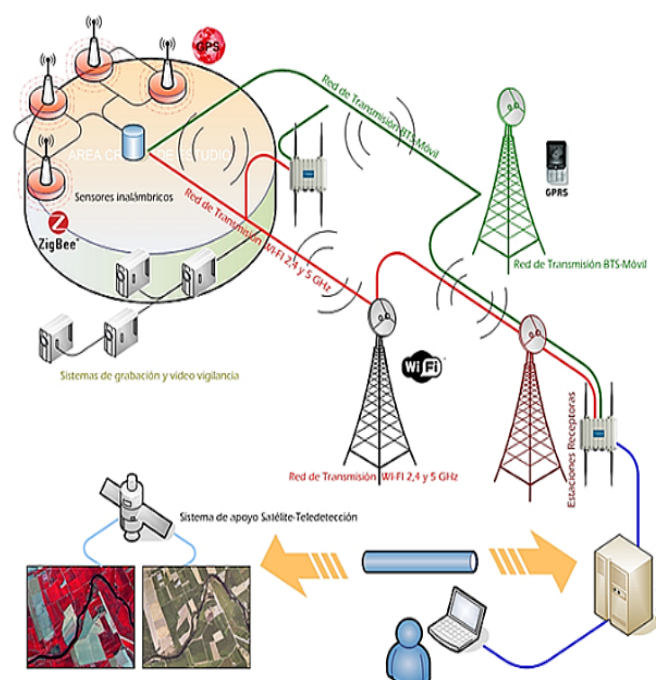 GPS
Red de Transmisión BTS-Móvil
AREA
DE ESTUDIO
Sensores inalámbricos
ZigBee
GPRS
Red de Transmisión WI-FI 2,4 y 5 GHz
Red de Transmisión BTS-Móvil
Sistemas de grabación y video vigilancia
Wi Fi
Estaciones Receptoras
Red de Transmisión WI-FI 2,4 y 5 GHz
Sistema de apoyo Satélite-Teledetección